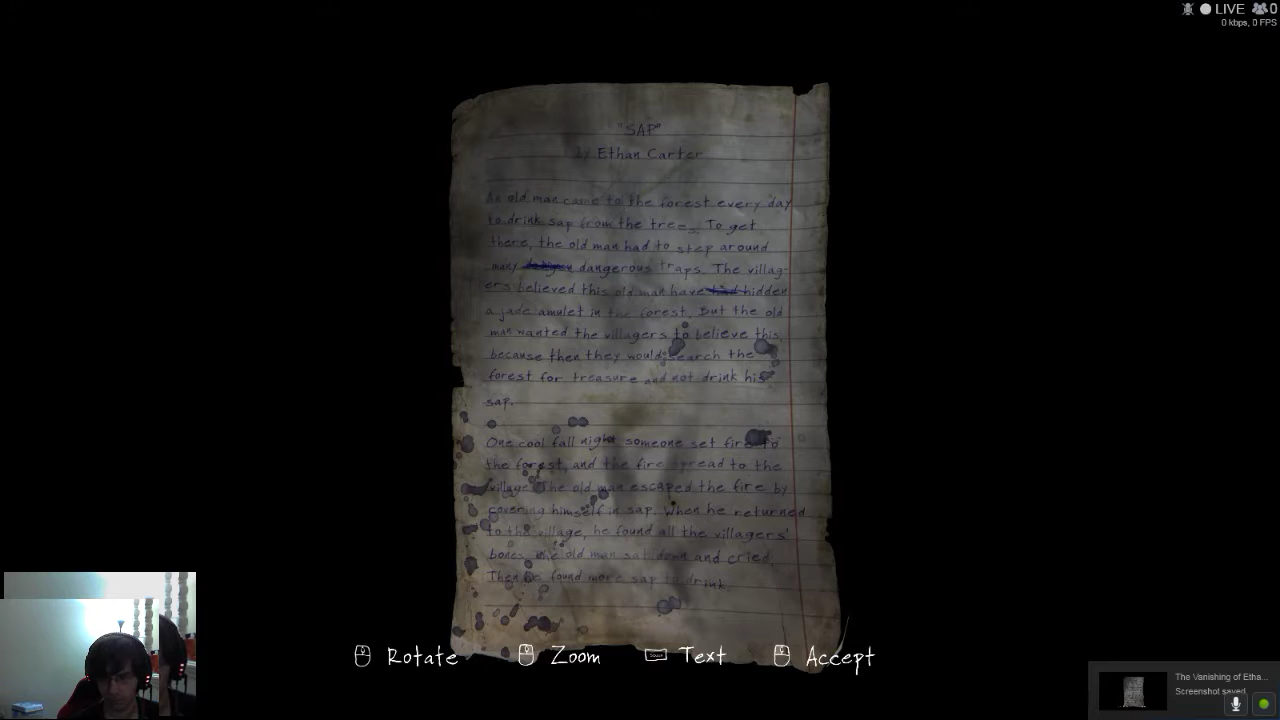 LIVE 0
0 kbps, 0 FPS
"SAP"
by Ethan Carter
An old man came to the forest every day
to drink sap from the trees. To get
there, the old man had to step around
many dangerous traps. The villag-
ers believed this old man have had hidden
a jade amulet in the forest. But the old
man wanted the villagers to believe this,
because then they would search the
forest for treasure and not drink his
sap.
One cool fall night someone set fire to
the forest, and the fire spread to the
village. The old man escaped the fire by
covering himself in sap. When he returned
to the village, he found all the villagers'
bones. The old man sat down and cried.
Then he found more sap to drink.
Rotate Zoom Text Accept
The Vanishing of Etha...
Screenshot saved